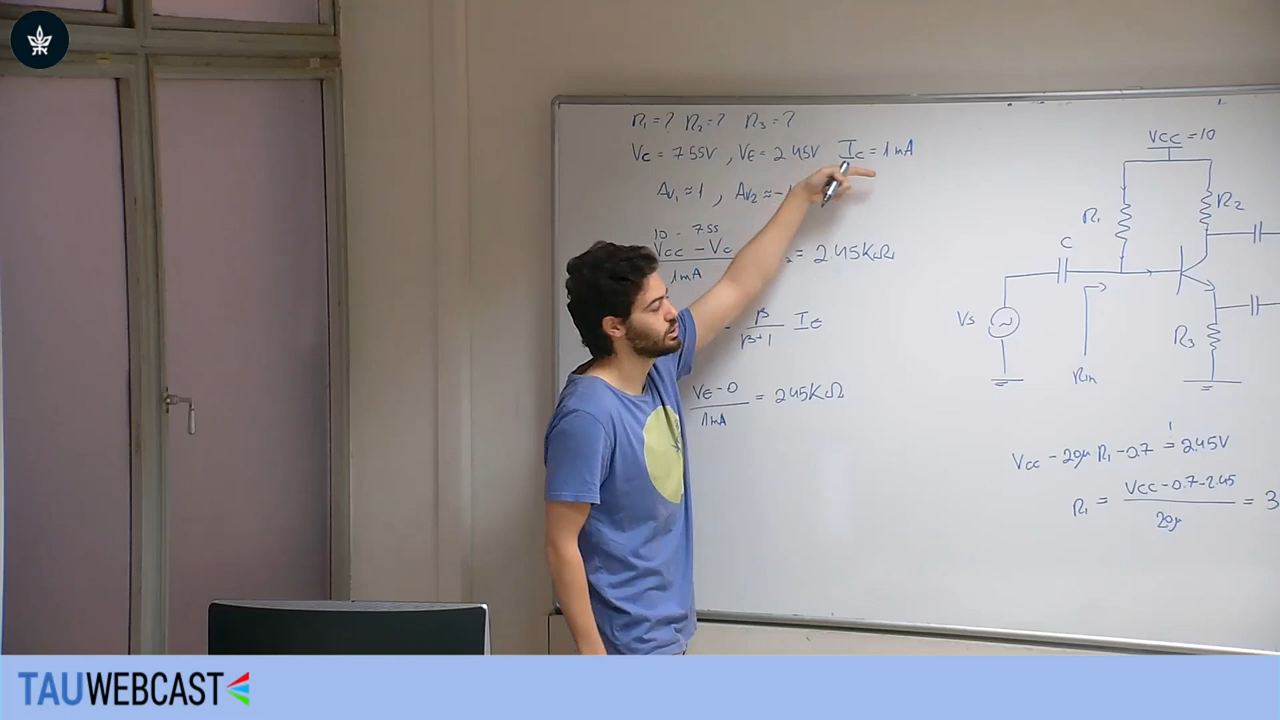 R₁=? R₂=? R₃=?
Vc = 7.55V , VE = 2.45V Ic = 1mA
Av₁ ≈ 1 , Av₂ ≈ -1
10 - 7.55
Vcc - Vc
1mA
= 2.45KΩ
β
β+1
IE
VE - 0
1mA
= 2.45KΩ
VCC = 10
R₁
R₂
C
Vs
Rin
R₃
Vcc - 20μ R₁ - 0.7 = 2.45V
!
R₁ = Vcc - 0.7 - 2.45
20μ
= 3
TAUWEBCAST